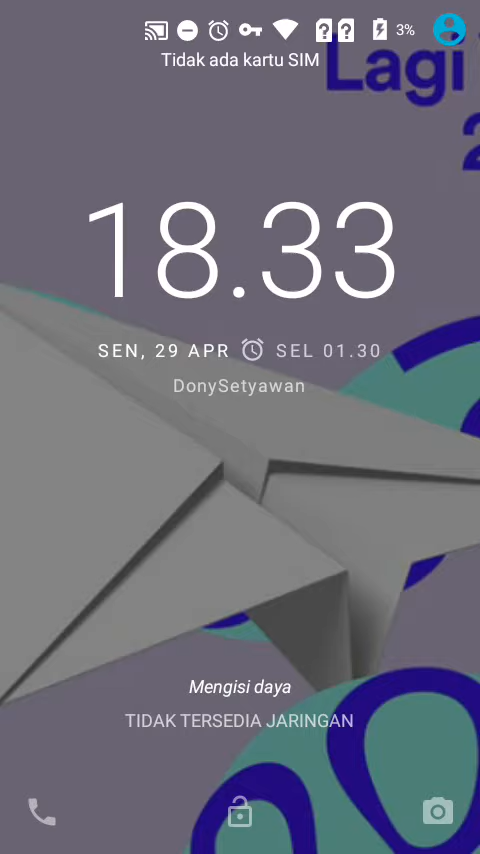 3%
Tidak ada kartu SIM
Lagi
2
18.33
SEN, 29 APR SEL 01.30
DonySetyawan
Mengisi daya
TIDAK TERSEDIA JARINGAN